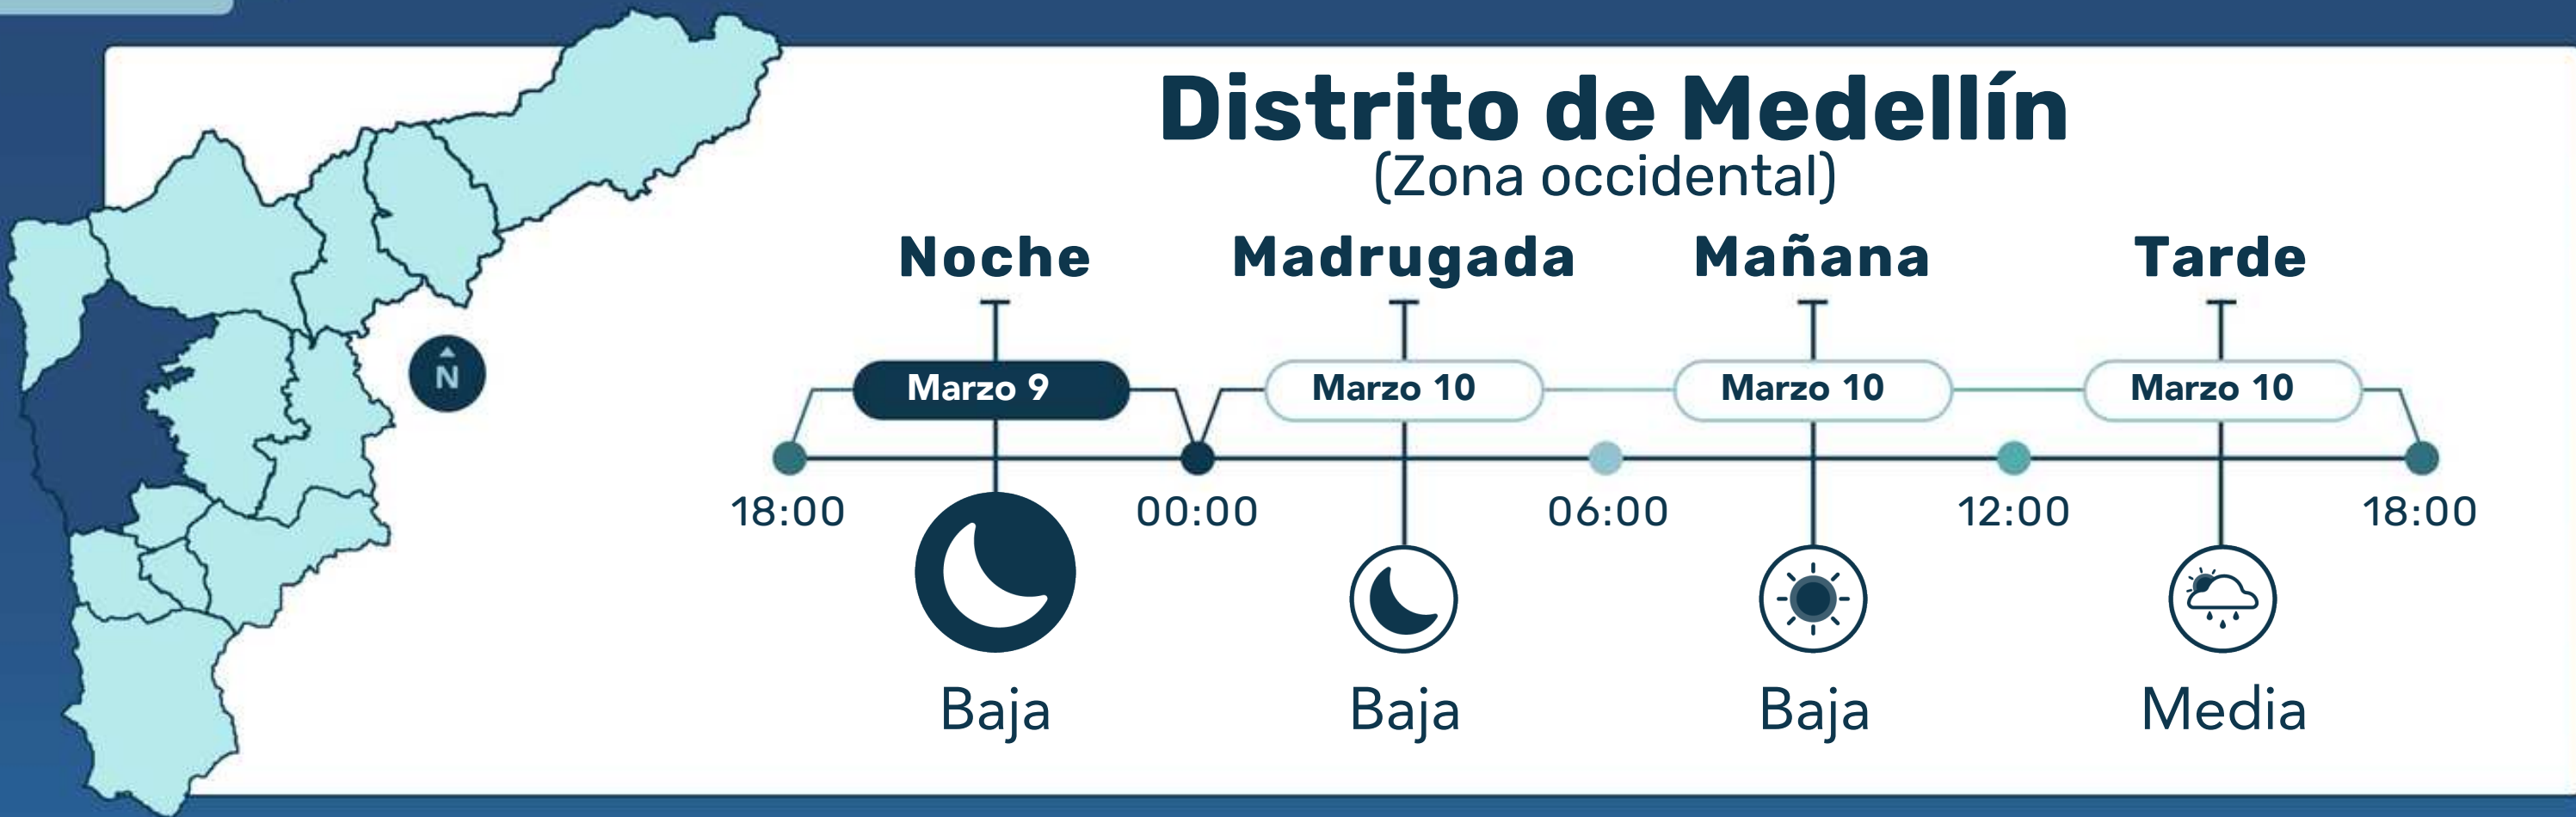 Distrito de Medellín
(Zona occidental)
Noche Madrugada Mañana Tarde
N
Marzo 9 Marzo 10 Marzo 10 Marzo 10
18:00 00:00 06:00 12:00 18:00
Baja Baja Baja Media